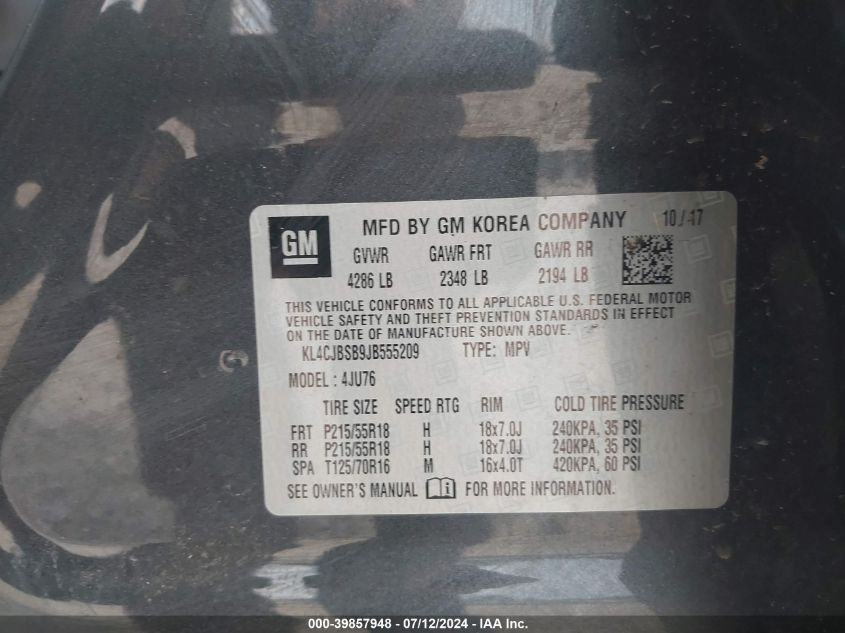 GM
MFD BY GM KOREA COMPANY 10/17
GVWR GAWR FRT GAWR RR
4286 LB 2348 LB 2194 LB
THIS VEHICLE CONFORMS TO ALL APPLICABLE U.S. FEDERAL MOTOR
VEHICLE SAFETY AND THEFT PREVENTION STANDARDS IN EFFECT
ON THE DATE OF MANUFACTURE SHOWN ABOVE.
KL4CJBSB9JB555209 TYPE: MPV
MODEL: 4JU76
TIRE SIZE SPEED RTG RIM COLD TIRE PRESSURE
FRT P215/55R18 H 18x7.0J 240KPA, 35 PSI
RR P215/55R18 H 18x7.0J 240KPA, 35 PSI
SPA T125/70R16 M 16x4.0T 420KPA, 60 PSI
SEE OWNER'S MANUAL FOR MORE INFORMATION.
000-39857948 - 07/12/2024 - IAA Inc.